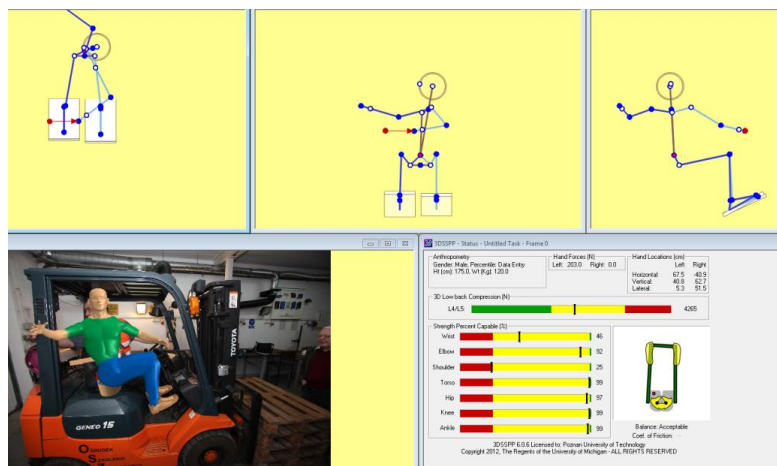 3DSSPP - Status - Untitled Task - Frame 0
Anthropometry
Gender: Male, Percentile: Data Entry
Ht (cm): 175.0, Wt (Kg): 120.0
Hand Forces (N)
Left: 203.0 Right: 0.0
Hand Locations (cm)
Left Right
Horizontal: 67.5 -40.9
Vertical: 40.8 62.7
Lateral: 5.3 51.5
3D Low back Compression (N)
L4/L5 4265
Strength Percent Capable (%)
Wrist 46
Elbow 92
Shoulder 25
Torso 99
Hip 97
Knee 99
Ankle 99
Balance: Acceptable
Coef. of Friction:
3DSSPP 6.0.6 Licensed to: Poznan University of Technology
Copyright 2012, The Regents of the University of Michigan - ALL RIGHTS RESERVED
TOYOTA
GENEO 15
OŚRODEK